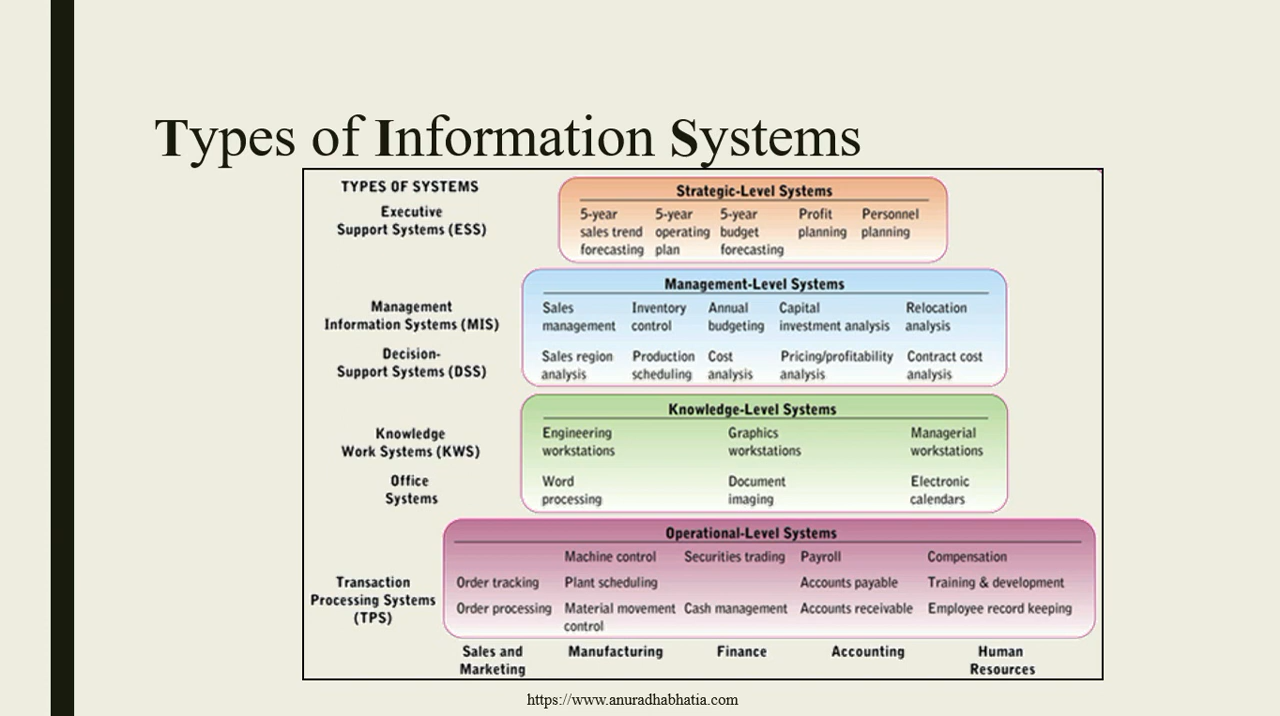 Types of Information Systems
TYPES OF SYSTEMS
Executive
Support Systems (ESS)
Strategic-Level Systems
5-year 5-year 5-year Profit Personnel
sales trend operating budget planning planning
forecasting plan forecasting
Management
Information Systems (MIS)
Decision-
Support Systems (DSS)
Management-Level Systems
Sales Inventory Annual Capital Relocation
management control budgeting investment analysis analysis
Sales region Production Cost Pricing/profitability Contract cost
analysis scheduling analysis analysis analysis
Knowledge
Work Systems (KWS)
Office
Systems
Knowledge-Level Systems
Engineering Graphics Managerial
workstations workstations workstations
Word Document Electronic
processing imaging calendars
Transaction
Processing Systems
(TPS)
Operational-Level Systems
Machine control Securities trading Payroll Compensation
Order tracking Plant scheduling Accounts payable Training & development
Order processing Material movement Cash management Accounts receivable Employee record keeping
control
Sales and Manufacturing Finance Accounting Human
Marketing Resources
https://www.anuradhabhatia.com